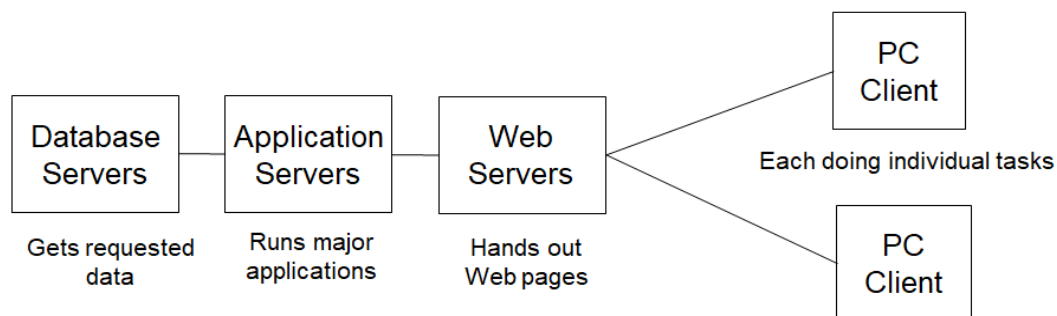 Database
Servers
Gets requested
data
Application
Servers
Runs major
applications
Web
Servers
Hands out
Web pages
PC
Client
Each doing individual tasks
PC
Client